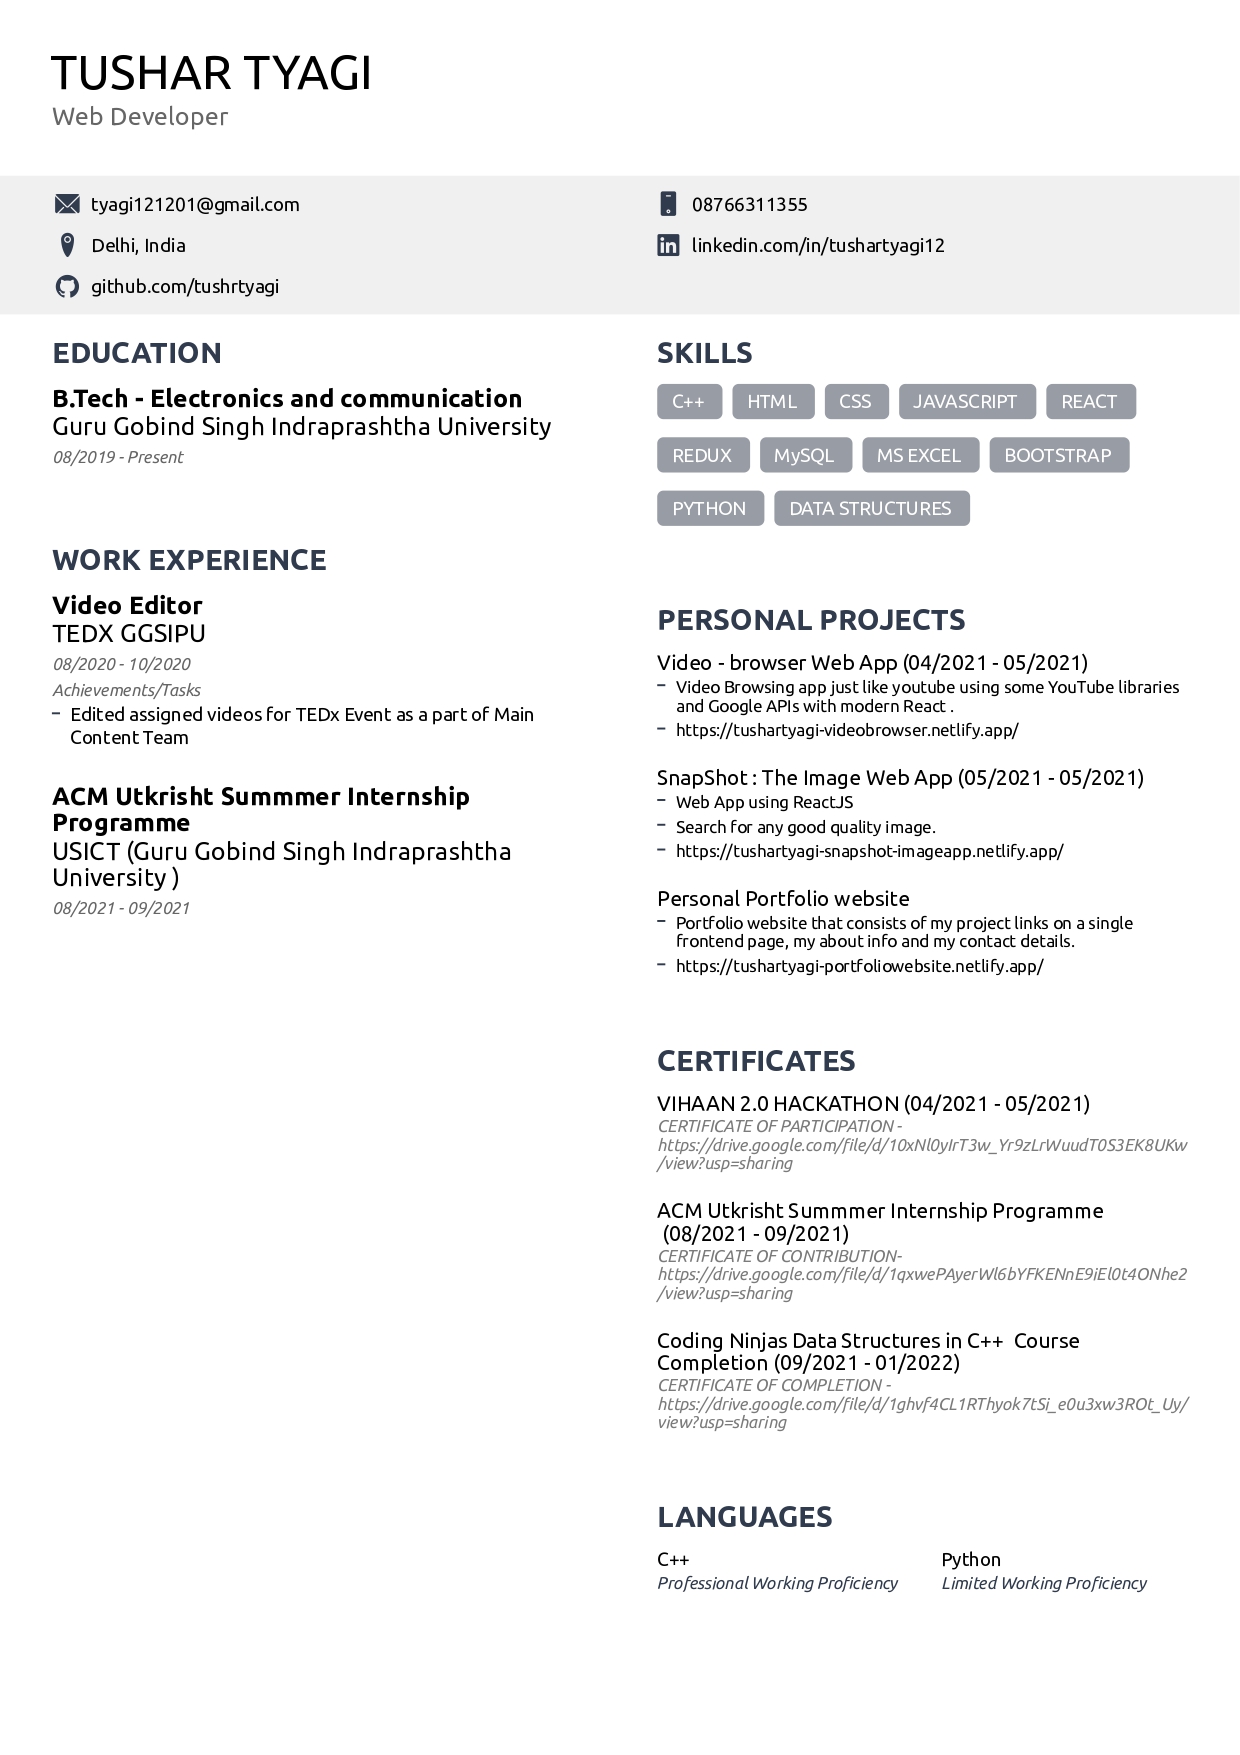 TUSHAR TYAGI
Web Developer
tyagi121201@gmail.com
08766311355
Delhi, India
linkedin.com/in/tushartyagi12
github.com/tushrtyagi
EDUCATION
B.Tech - Electronics and communication
Guru Gobind Singh Indraprashtha University
08/2019 - Present
WORK EXPERIENCE
Video Editor
TEDX GGSIPU
08/2020 - 10/2020
Achievements/Tasks
– Edited assigned videos for TEDx Event as a part of Main
Content Team
ACM Utkrisht Summmer Internship
Programme
USICT (Guru Gobind Singh Indraprashtha
University )
08/2021 - 09/2021
SKILLS
C++ HTML CSS JAVASCRIPT REACT
REDUX MySQL MS EXCEL BOOTSTRAP
PYTHON DATA STRUCTURES
PERSONAL PROJECTS
Video - browser Web App (04/2021 - 05/2021)
– Video Browsing app just like youtube using some YouTube libraries
and Google APIs with modern React .
– https://tushartyagi-videobrowser.netlify.app/
SnapShot : The Image Web App (05/2021 - 05/2021)
– Web App using ReactJS
– Search for any good quality image.
– https://tushartyagi-snapshot-imageapp.netlify.app/
Personal Portfolio website
– Portfolio website that consists of my project links on a single
frontend page, my about info and my contact details.
– https://tushartyagi-portfoliowebsite.netlify.app/
CERTIFICATES
VIHAAN 2.0 HACKATHON (04/2021 - 05/2021)
CERTIFICATE OF PARTICIPATION -
https://drive.google.com/file/d/10xNl0yIrT3w_Yr9zLrWuudT0S3EK8UKw
/view?usp=sharing
ACM Utkrisht Summmer Internship Programme
(08/2021 - 09/2021)
CERTIFICATE OF CONTRIBUTION-
https://drive.google.com/file/d/1qxwePAyerWl6bYFKENnE9iEl0t4ONhe2
/view?usp=sharing
Coding Ninjas Data Structures in C++ Course
Completion (09/2021 - 01/2022)
CERTIFICATE OF COMPLETION -
https://drive.google.com/file/d/1ghvf4CL1RThyok7tSi_e0u3xw3ROt_Uy/
view?usp=sharing
LANGUAGES
C++
Professional Working Proficiency
Python
Limited Working Proficiency